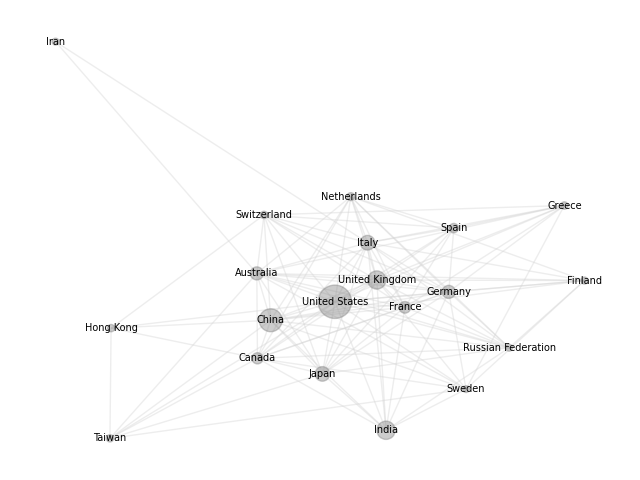 Iran
Netherlands
Greece
Switzerland
Spain
Italy
Australia
United Kingdom
Finland
Germany
United States
France
China
Hong Kong
Russian Federation
Canada
Japan
Sweden
India
Taiwan